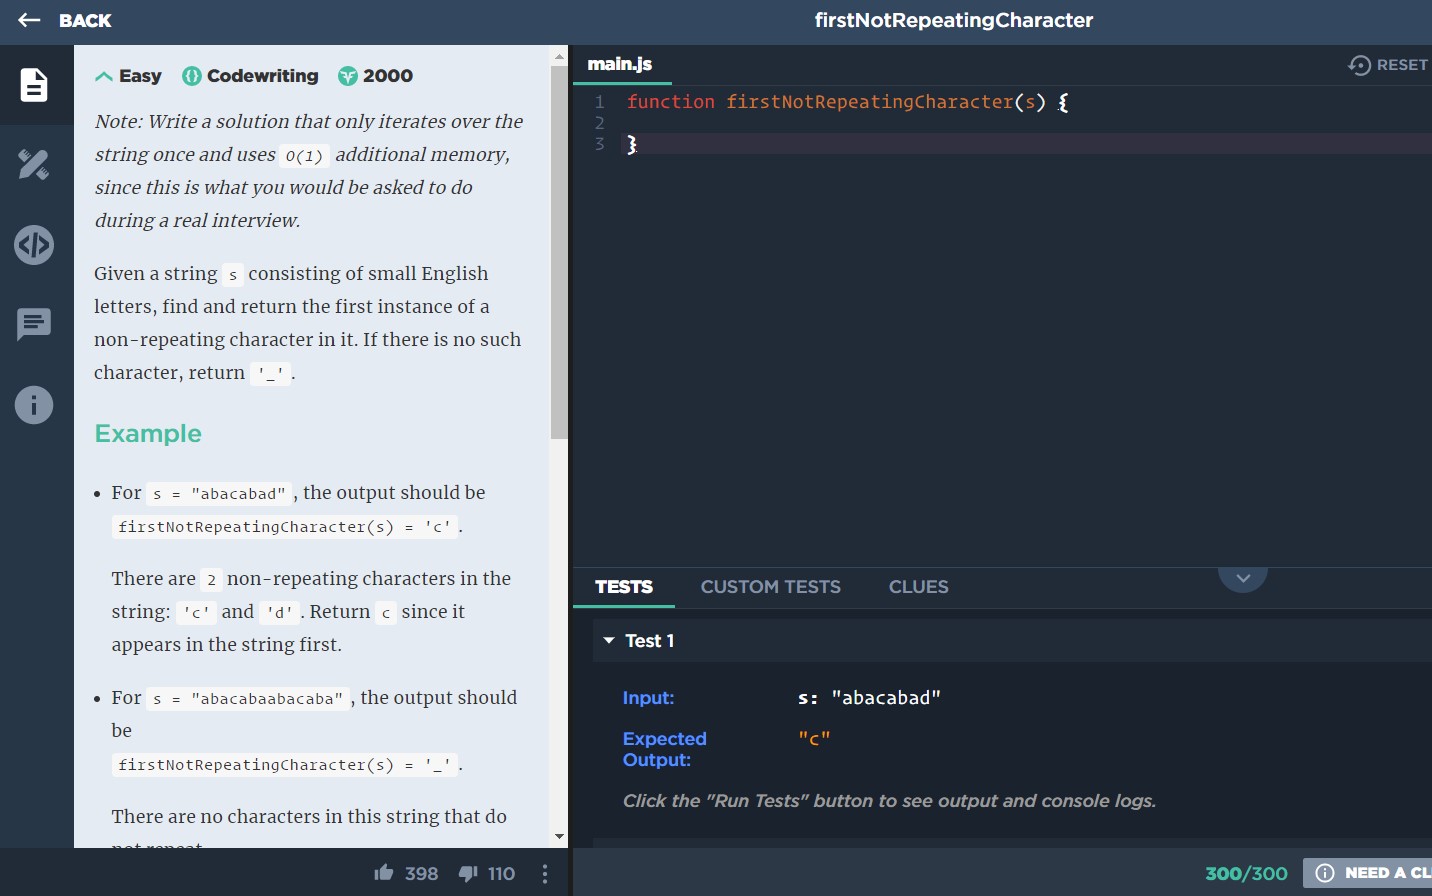 BACK
firstNotRepeatingCharacter
Easy Codewriting 2000
Note: Write a solution that only iterates over the
string once and uses O(1) additional memory,
since this is what you would be asked to do
during a real interview.
Given a string s consisting of small English
letters, find and return the first instance of a
non-repeating character in it. If there is no such
character, return '_'.
Example
• For s = "abacabad", the output should be
firstNotRepeatingCharacter(s) = 'c'.
There are 2 non-repeating characters in the
string: 'c' and 'd'. Return c since it
appears in the string first.
• For s = "abacabaabacaba", the output should
be
firstNotRepeatingCharacter(s) = '_'.
There are no characters in this string that do
not repeat.
398 110
main.js
RESET
1 function firstNotRepeatingCharacter(s) {
2
3 }
TESTS CUSTOM TESTS CLUES
Test 1
Input: s: "abacabad"
Expected "c"
Output:
Click the "Run Tests" button to see output and console logs.
300/300 NEED A CL